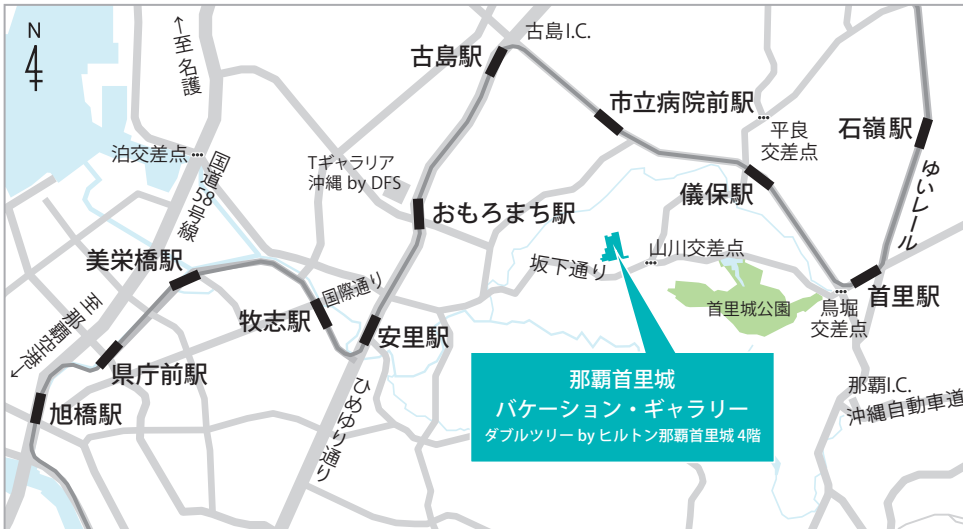 N
←至 名護
古島I.C.
古島駅
市立病院前駅
平良
交差点
石嶺駅
泊交差点
国道58号線
Tギャラリア
沖縄 by DFS
儀保駅
ゆいレール
おもろまち駅
美栄橋駅
坂下通り
山川交差点
首里城公園
首里駅
鳥堀
交差点
国際通り
牧志駅
安里駅
至 那覇空港→
県庁前駅
旭橋駅
ひめゆり通り
那覇首里城
バケーション・ギャラリー
ダブルツリー by ヒルトン那覇首里城 4階
那覇I.C.
沖縄自動車道